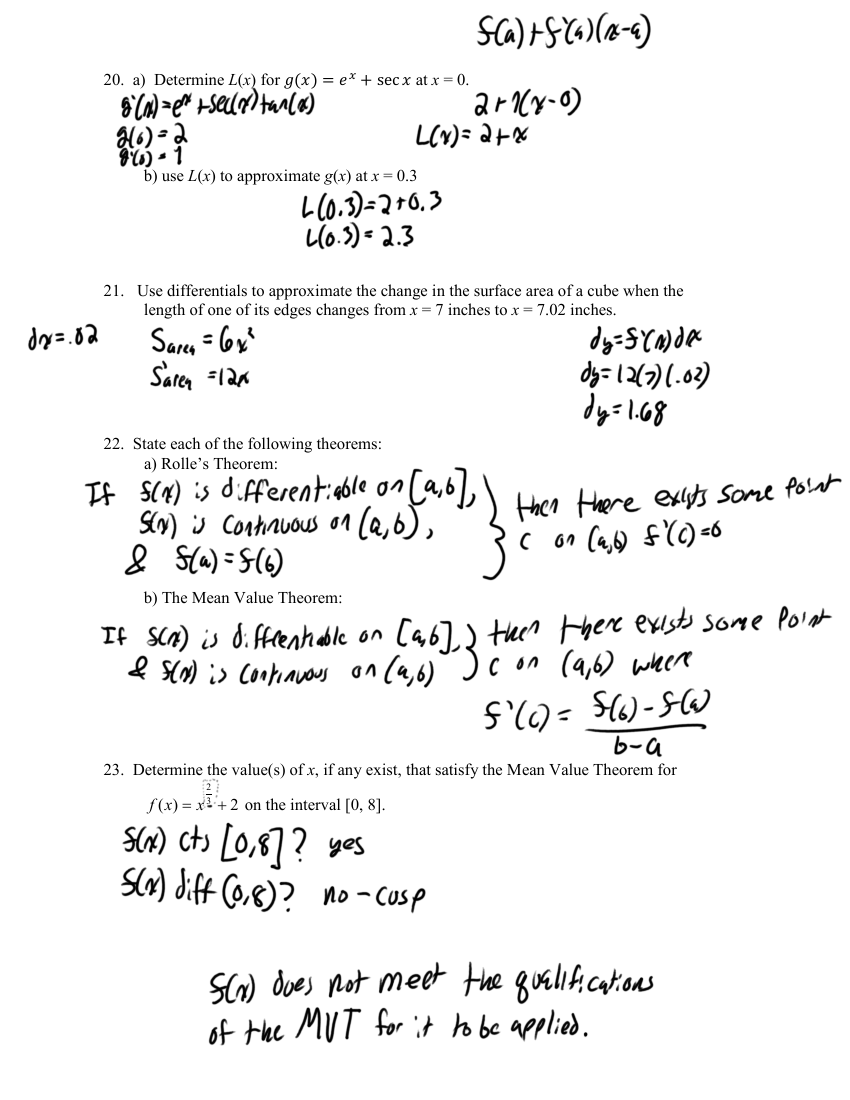 f(a)+f'(a)(x-a)
20. a) Determine L(x) for g(x) = eˣ + sec x at x = 0.
g'(x)=eˣ+sec(x)tan(x)
2+1(x-0)
g(0)=2
L(x)=2+x
g'(0)=1
b) use L(x) to approximate g(x) at x = 0.3
L(0.3)=2+0.3
L(0.3)=2.3
21. Use differentials to approximate the change in the surface area of a cube when the
length of one of its edges changes from x = 7 inches to x = 7.02 inches.
dx=.02
Sarea = 6x²
dy=f'(x)dx
S'area =12x
dy=12(7)(.02)
dy=1.68
22. State each of the following theorems:
a) Rolle's Theorem:
If f(x) is differentiable on [a,b], } then there exists some point
f(x) is continuous on (a,b), c on (a,b) f'(c)=0
& f(a)=f(b)
b) The Mean Value Theorem:
If f(x) is differentiable on [a,b], } then there exists some point
& f(x) is continuous on (a,b) c on (a,b) where
f'(c) = f(b)-f(a)
b-a
23. Determine the value(s) of x, if any exist, that satisfy the Mean Value Theorem for
f(x) = x^(2/3) + 2 on the interval [0, 8].
f(x) cts [0,8]? yes
f(x) diff (0,8)? no - cusp
f(x) does not meet the qualifications
of the MVT for it to be applied.